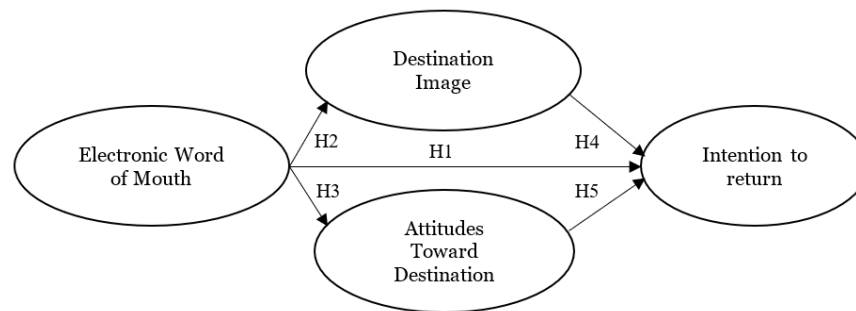 Destination
Image
H2
H4
H1
Electronic Word
of Mouth
Intention to
return
H3
H5
Attitudes
Toward
Destination